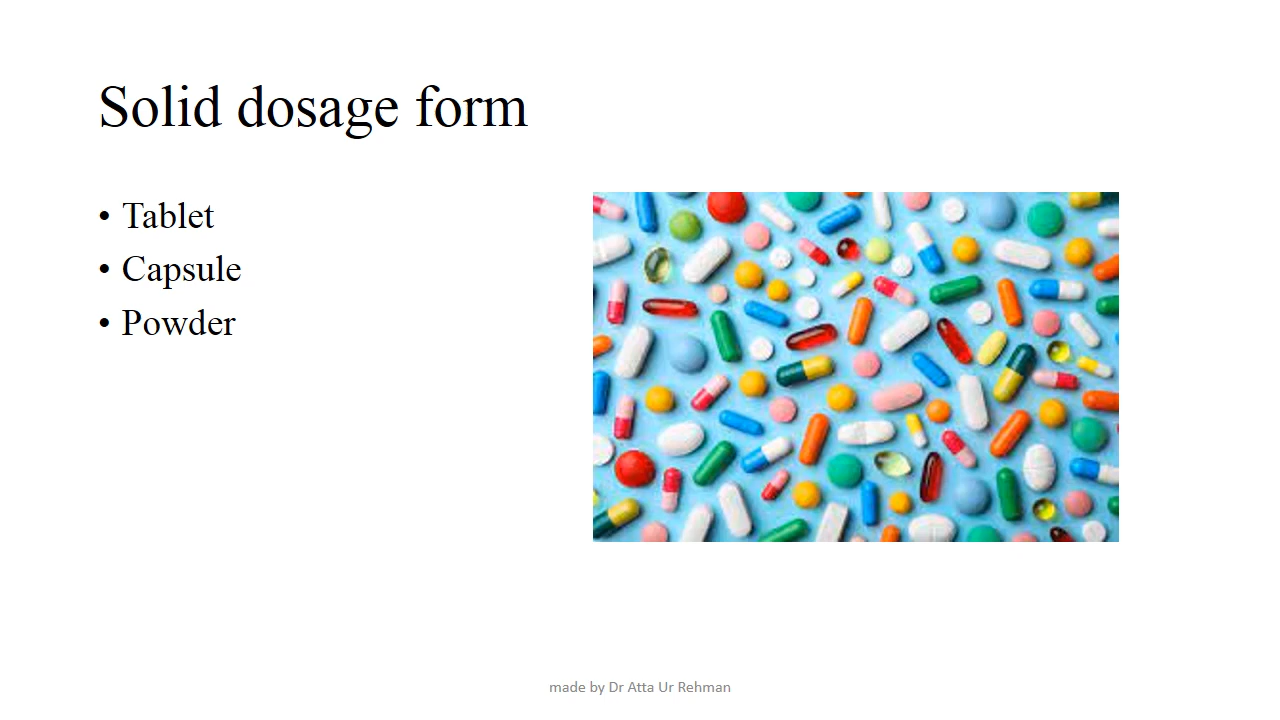 Solid dosage form
• Tablet
• Capsule
• Powder
made by Dr Atta Ur Rehman